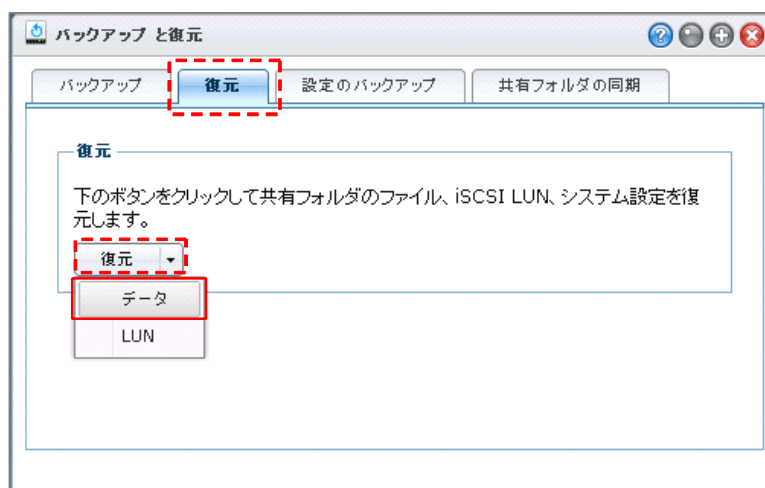 バックアップ と復元
バックアップ
復元
設定のバックアップ
共有フォルダの同期
復元
下のボタンをクリックして共有フォルダのファイル、iSCSI LUN、システム設定を復
元します。
復元
データ
LUN